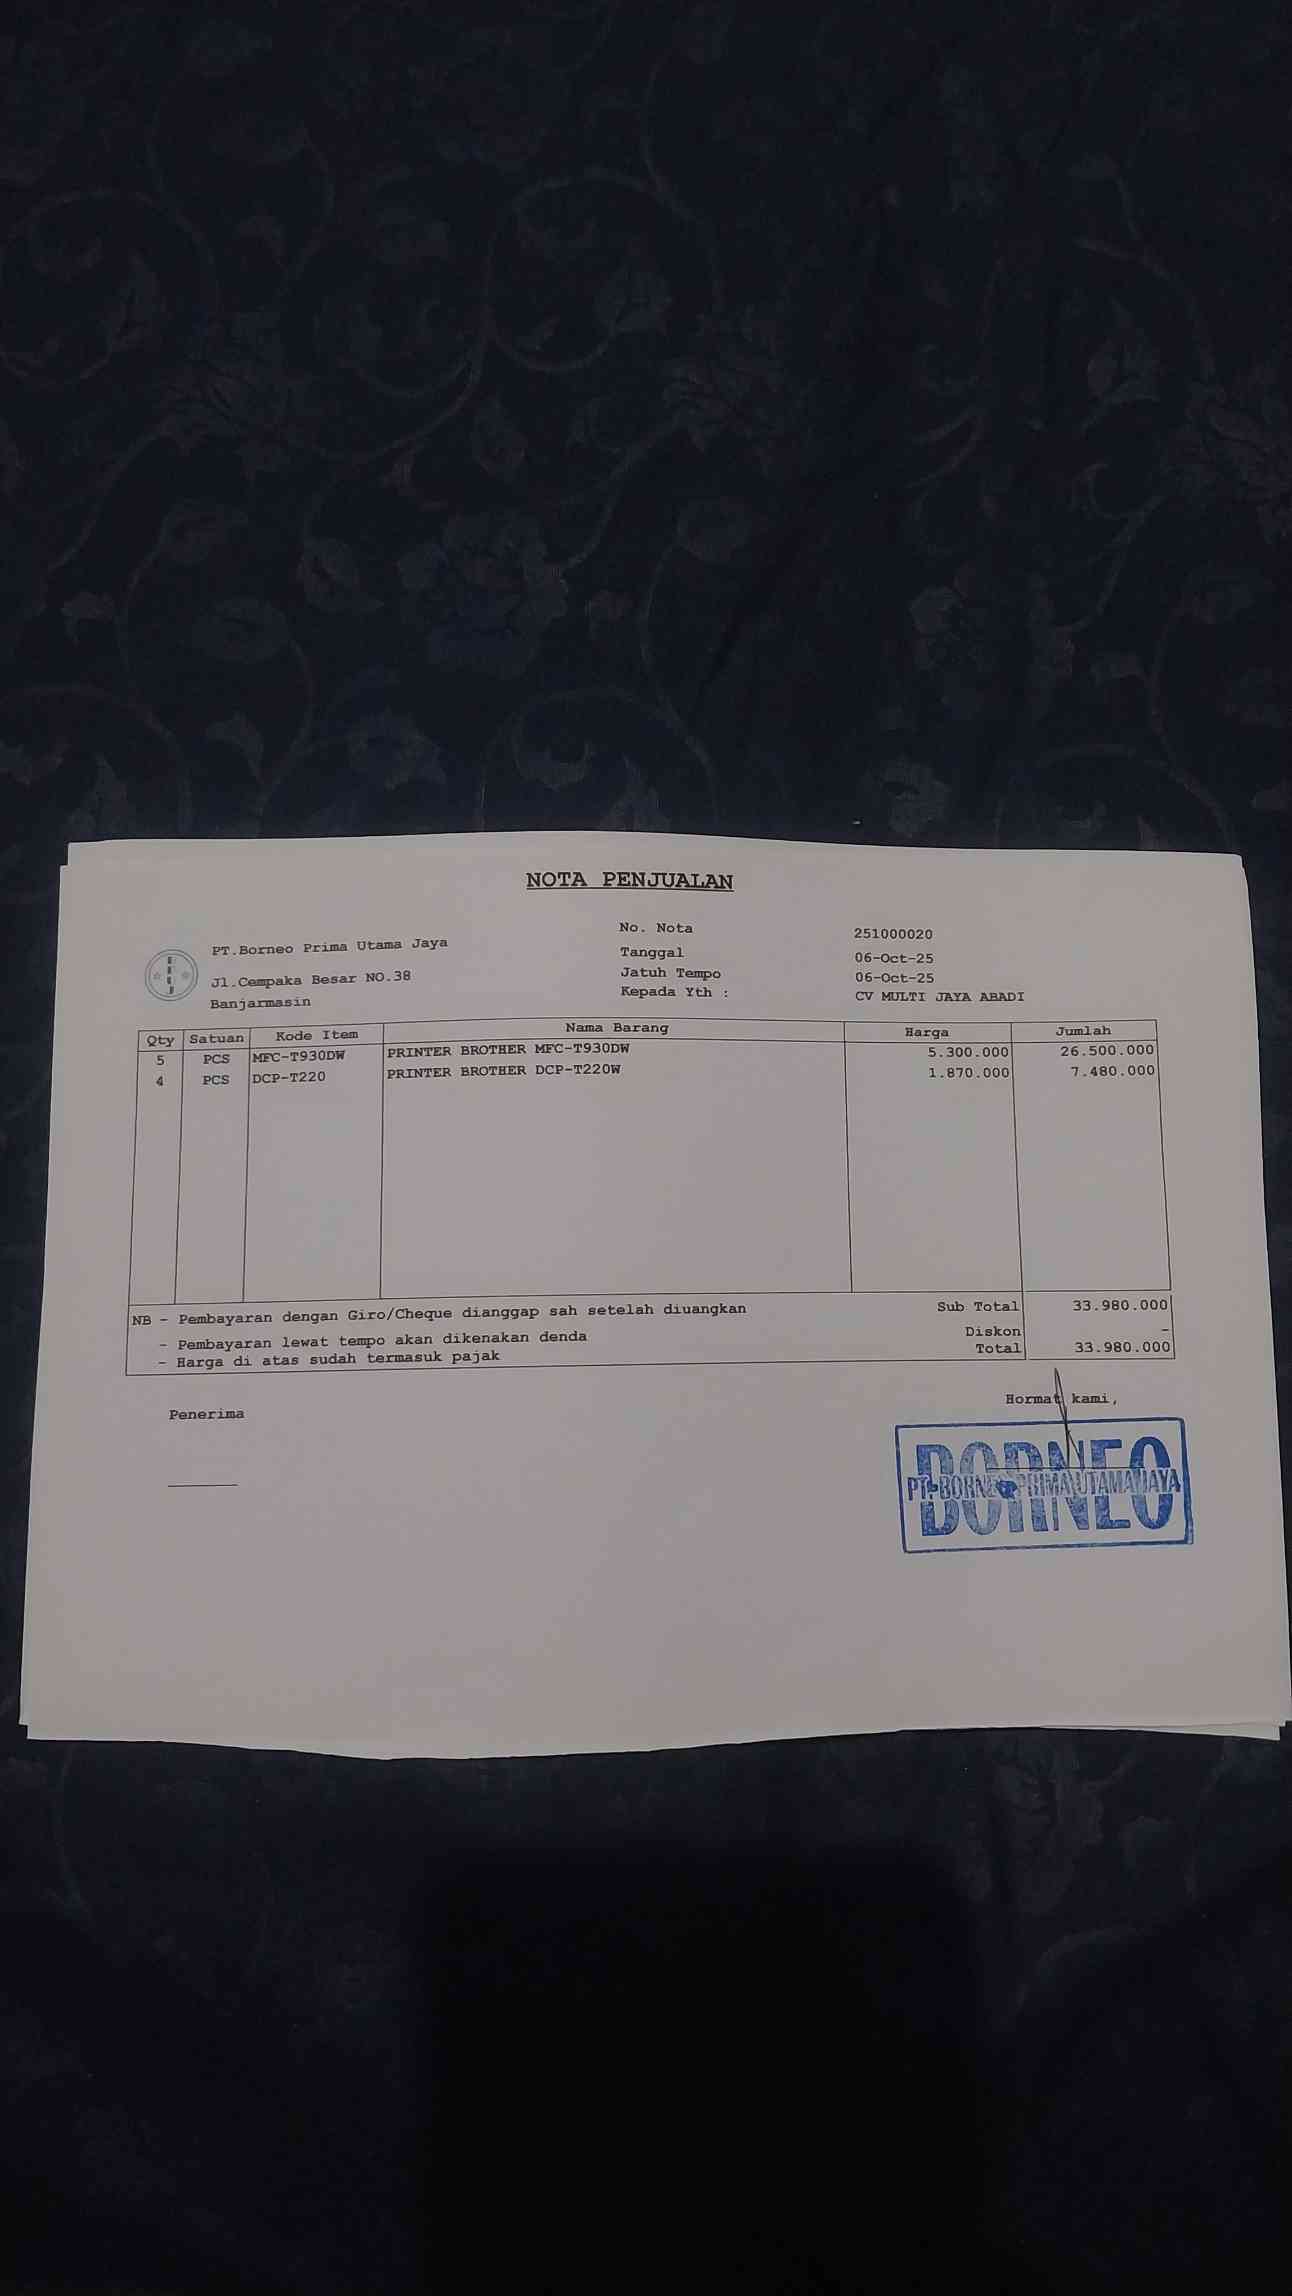 NOTA PENJUALAN
PT.Borneo Prima Utama Jaya
Jl.Cempaka Besar NO.38
Banjarmasin
No. Nota 251000020
Tanggal 06-Oct-25
Jatuh Tempo 06-Oct-25
Kepada Yth : CV MULTI JAYA ABADI
Qty Satuan Kode Item Nama Barang Harga Jumlah
5 PCS MFC-T930DW PRINTER BROTHER MFC-T930DW 5.300.000 26.500.000
4 PCS DCP-T220 PRINTER BROTHER DCP-T220W 1.870.000 7.480.000
NB - Pembayaran dengan Giro/Cheque dianggap sah setelah diuangkan Sub Total 33.980.000
- Pembayaran lewat tempo akan dikenakan denda Diskon -
- Harga di atas sudah termasuk pajak Total 33.980.000
Penerima
Hormat kami,
BORNEO
PT. BORNEO PRIMA UTAMA JAYA